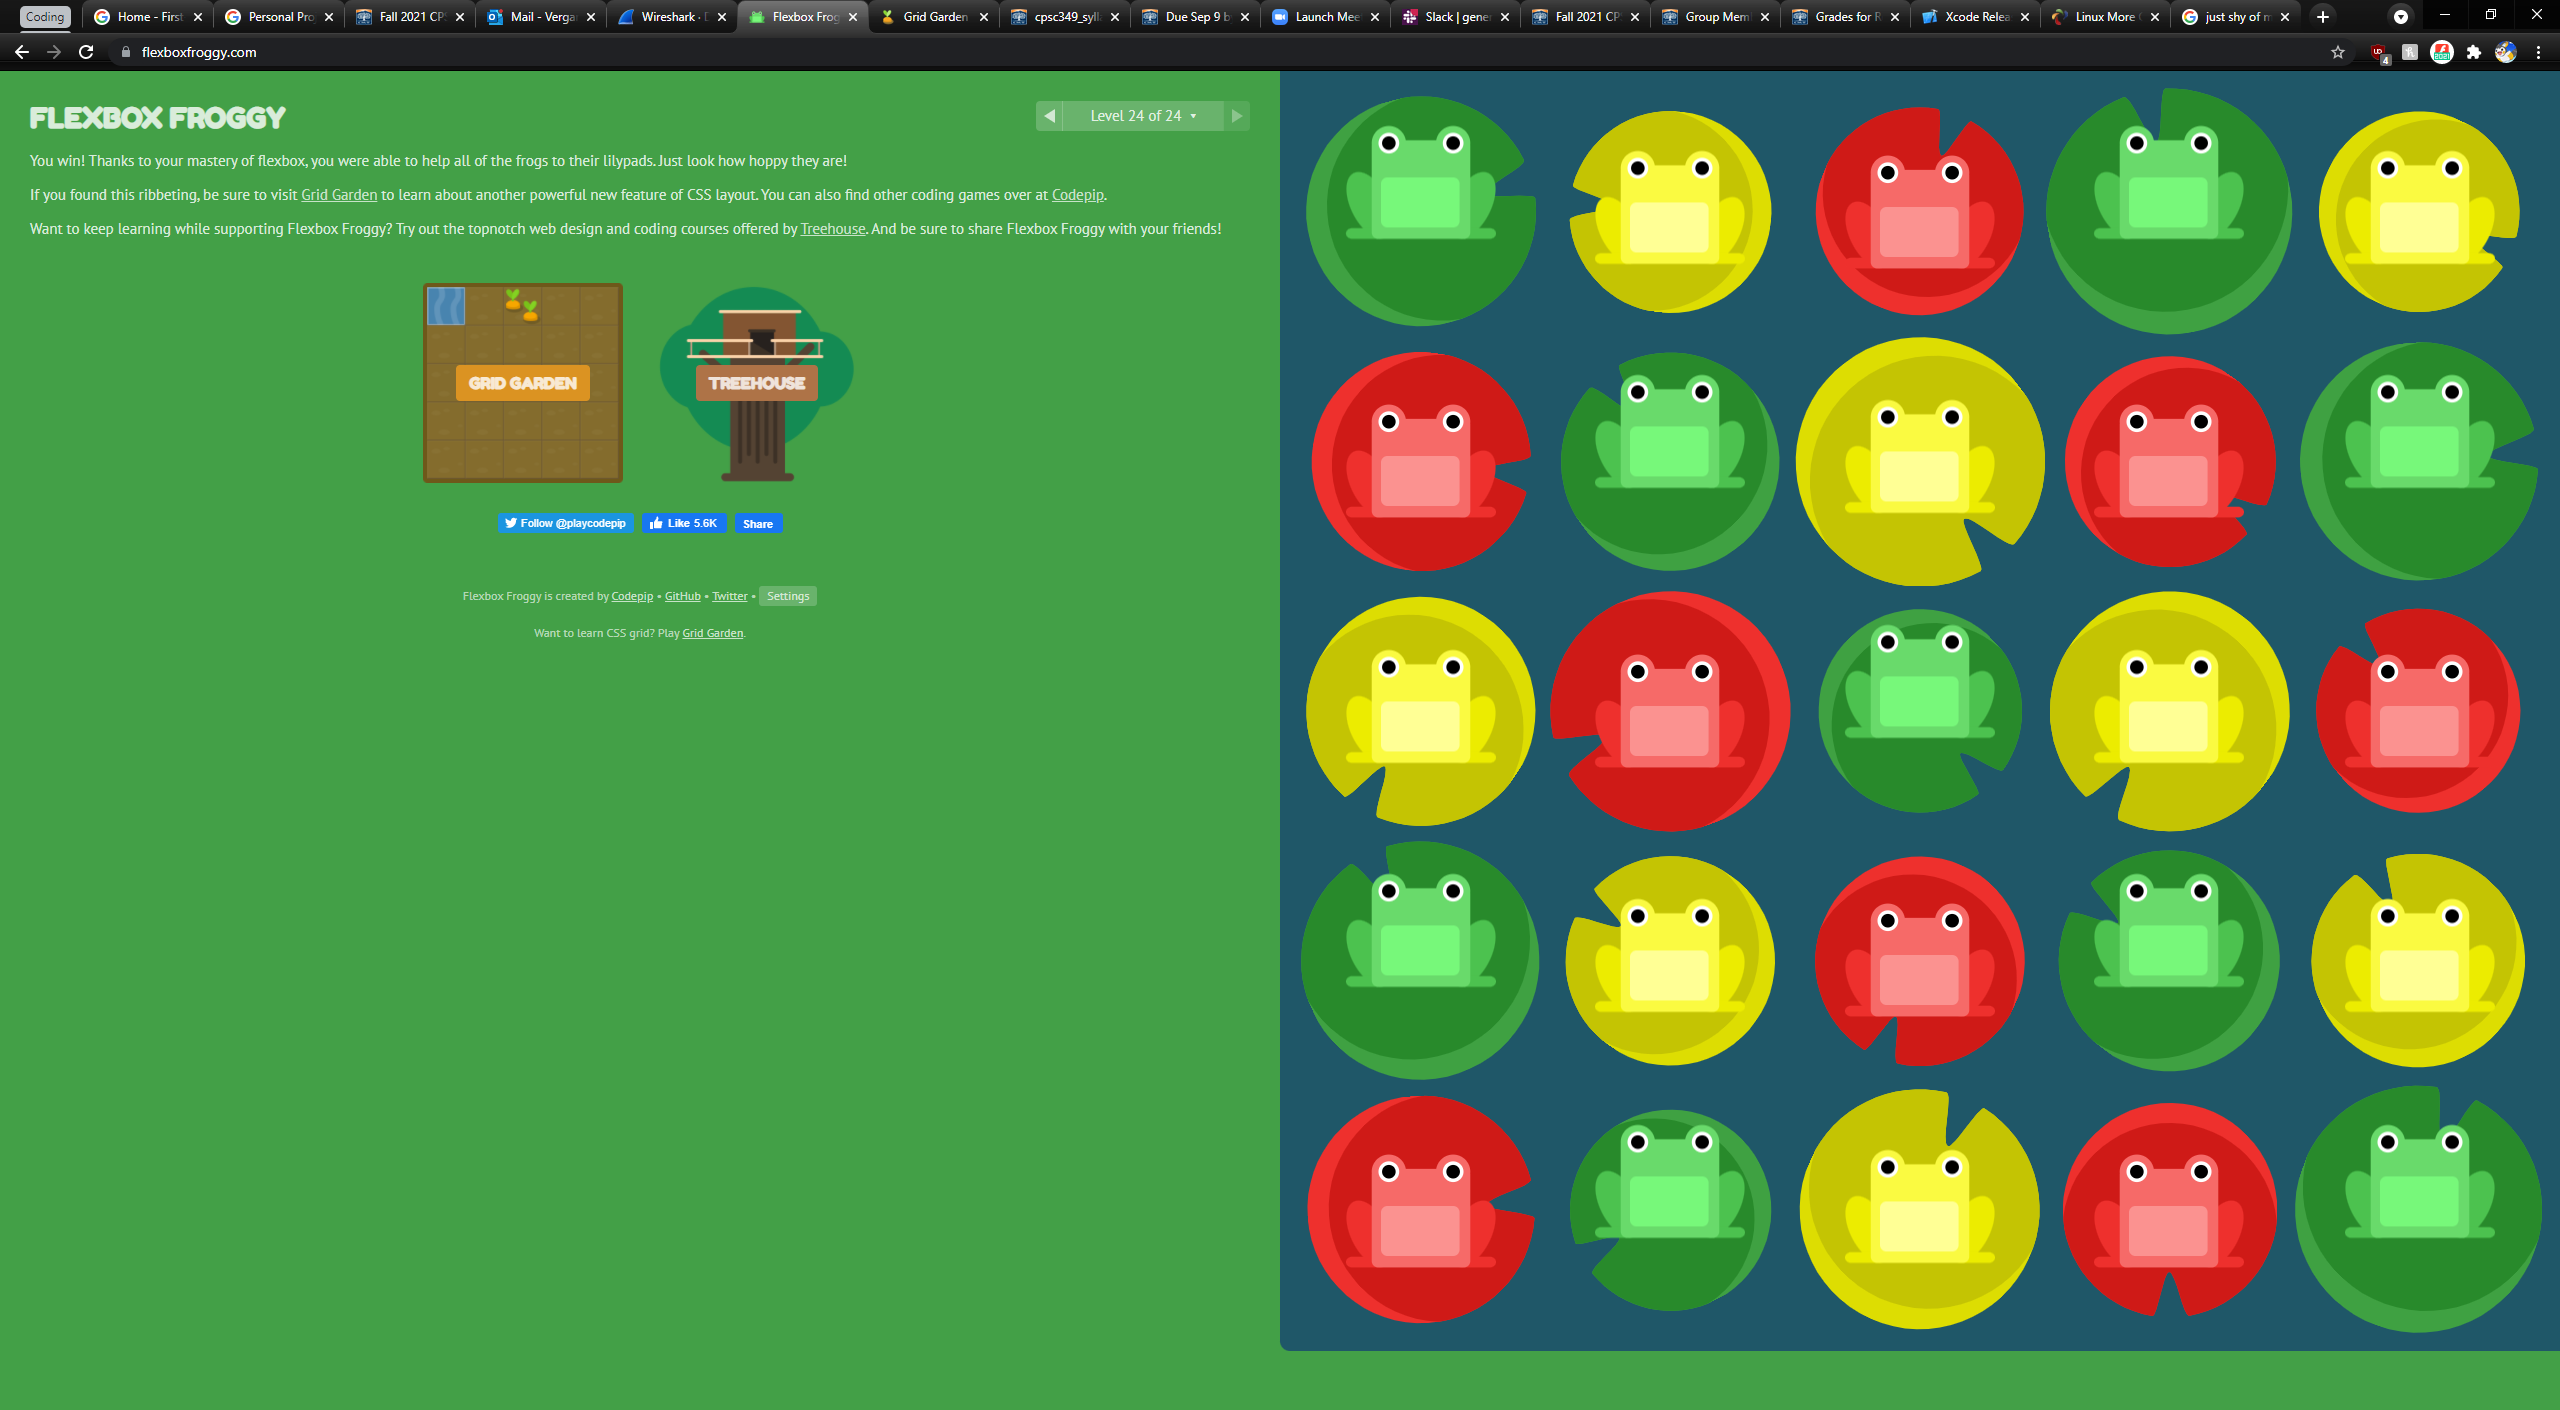 Coding
Home - First
Personal Pro
Fall 2021 CP
Mail - Verga
Wireshark · D
Flexbox Frog
Grid Garden
cpsc349_sylla
Due Sep 9 b
Launch Mee
Slack | gene
Fall 2021 CP
Group Mem
Grades for R
Xcode Relea
Linux More
just shy of m
flexboxfroggy.com
4
FLEXBOX FROGGY
Level 24 of 24
You win! Thanks to your mastery of flexbox, you were able to help all of the frogs to their lilypads. Just look how hoppy they are!
If you found this ribbeting, be sure to visit Grid Garden to learn about another powerful new feature of CSS layout. You can also find other coding games over at Codepip.
Want to keep learning while supporting Flexbox Froggy? Try out the topnotch web design and coding courses offered by Treehouse. And be sure to share Flexbox Froggy with your friends!
GRID GARDEN
TREEHOUSE
Follow @playcodepip
Like 5.6K
Share
Flexbox Froggy is created by Codepip • GitHub • Twitter • Settings
Want to learn CSS grid? Play Grid Garden.